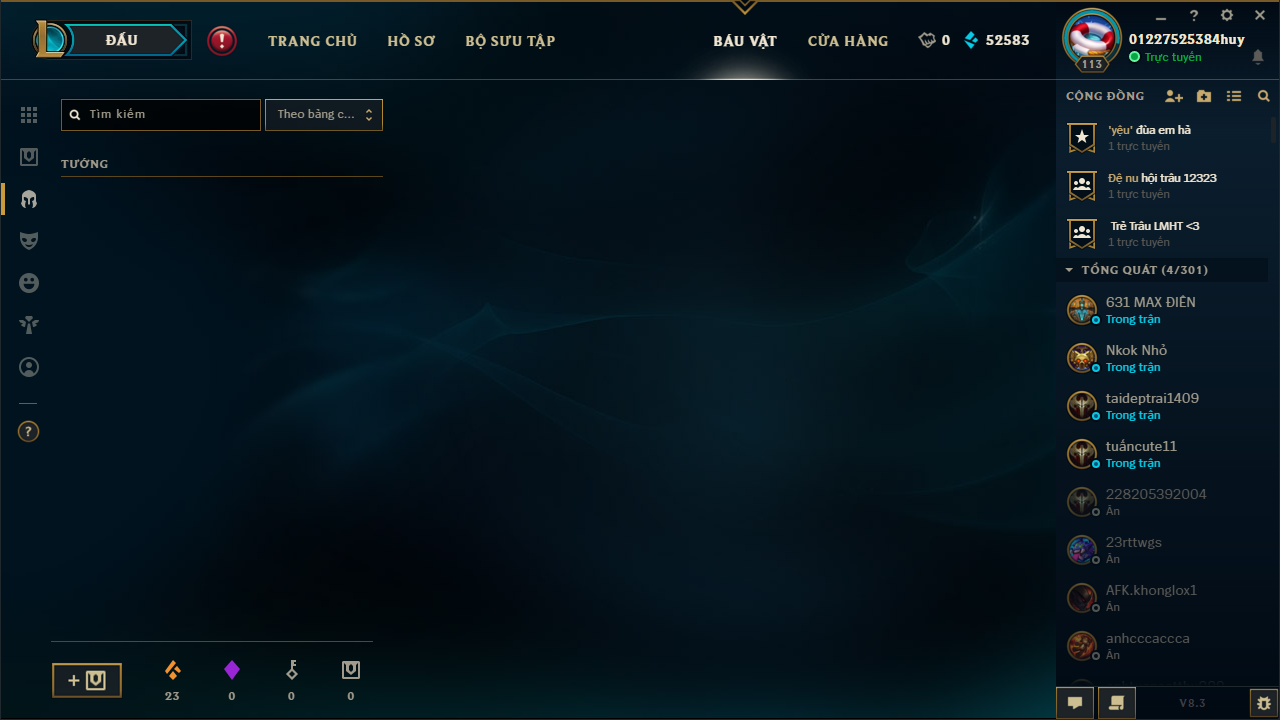 ĐẤU
TRANG CHỦ
HỒ SƠ
BỘ SƯU TẬP
BÁU VẬT
CỬA HÀNG
0
52583
?
113
01227525384huy
Trực tuyến
CỘNG ĐỒNG
'yệu' đùa em hả
1 trực tuyến
Đệ nu hội trâu 12323
1 trực tuyến
Trẻ Trâu LMHT <3
1 trực tuyến
TỔNG QUÁT (4/301)
631 MAX ĐIÊN
Trong trận
Nkok Nhỏ
Trong trận
taideptrai1409
Trong trận
tuấncute11
Trong trận
228205392004
Ẩn
23rttwgs
Ẩn
AFK.khonglox1
Ẩn
anhcccaccca
Ẩn
V8.3
Tìm kiếm
Theo bảng c...
TƯỚNG
?
23
0
0
0